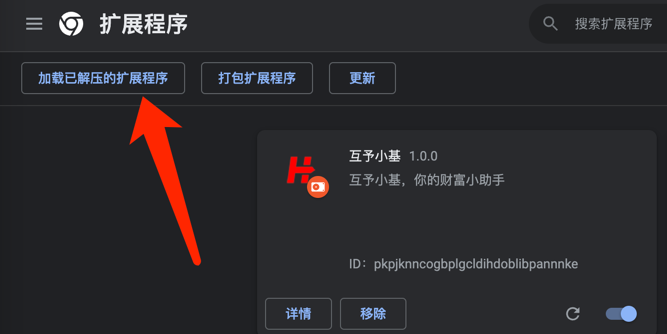 扩展程序
搜索扩展程序
加载已解压的扩展程序
打包扩展程序
更新
互予小基 1.0.0
互予小基，你的财富小助手
ID：pkpjknncogbplgcldihdoblibpannnke
详情
移除